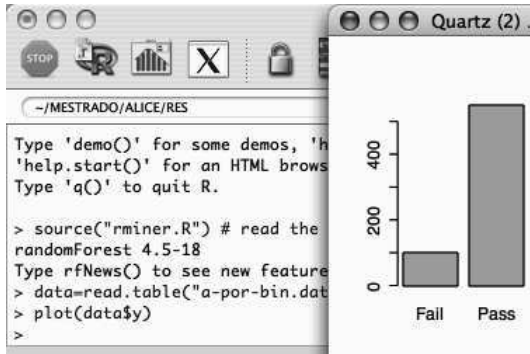 Quartz (2)
STOP
R
X
~/MESTRADO/ALICE/RES
Type 'demo()' for some demos, 'h
'help.start()' for an HTML brows
Type 'q()' to quit R.
> source("rminer.R") # read the
randomForest 4.5-18
Type rfNews() to see new feature
> data=read.table("a-por-bin.dat
> plot(data$y)
>
400
200
0
Fail Pass